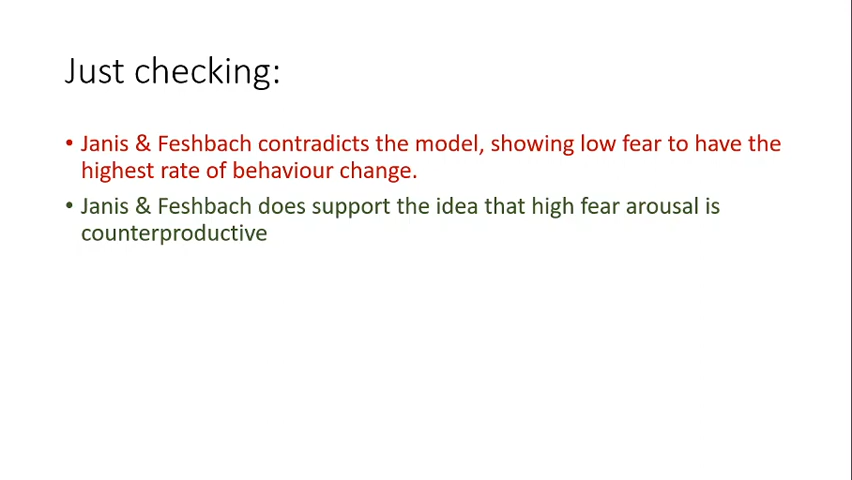 Just checking:
• Janis & Feshbach contradicts the model, showing low fear to have the
highest rate of behaviour change.
• Janis & Feshbach does support the idea that high fear arousal is
counterproductive